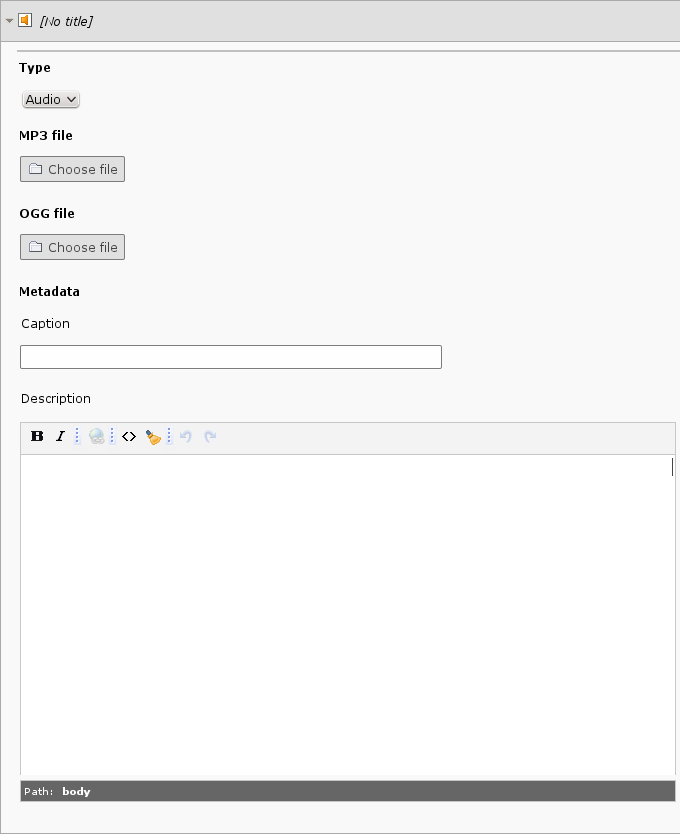 [No title]
Type
Audio
MP3 file
Choose file
OGG file
Choose file
Metadata
Caption
Description
B I <>
Path: body